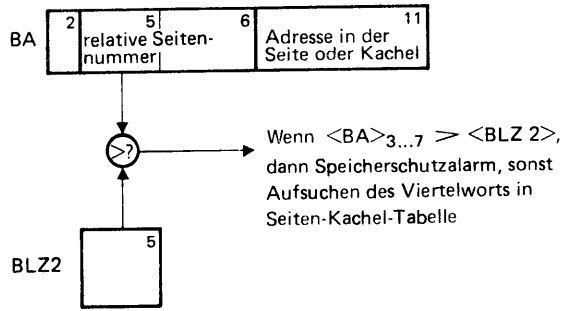 2 5 6 11
BA relative Seiten- Adresse in der
nummer Seite oder Kachel
>?
Wenn <BA>3...7 > <BLZ 2>,
dann Speicherschutzalarm, sonst
Aufsuchen des Viertelworts in
Seiten-Kachel-Tabelle
5
BLZ2